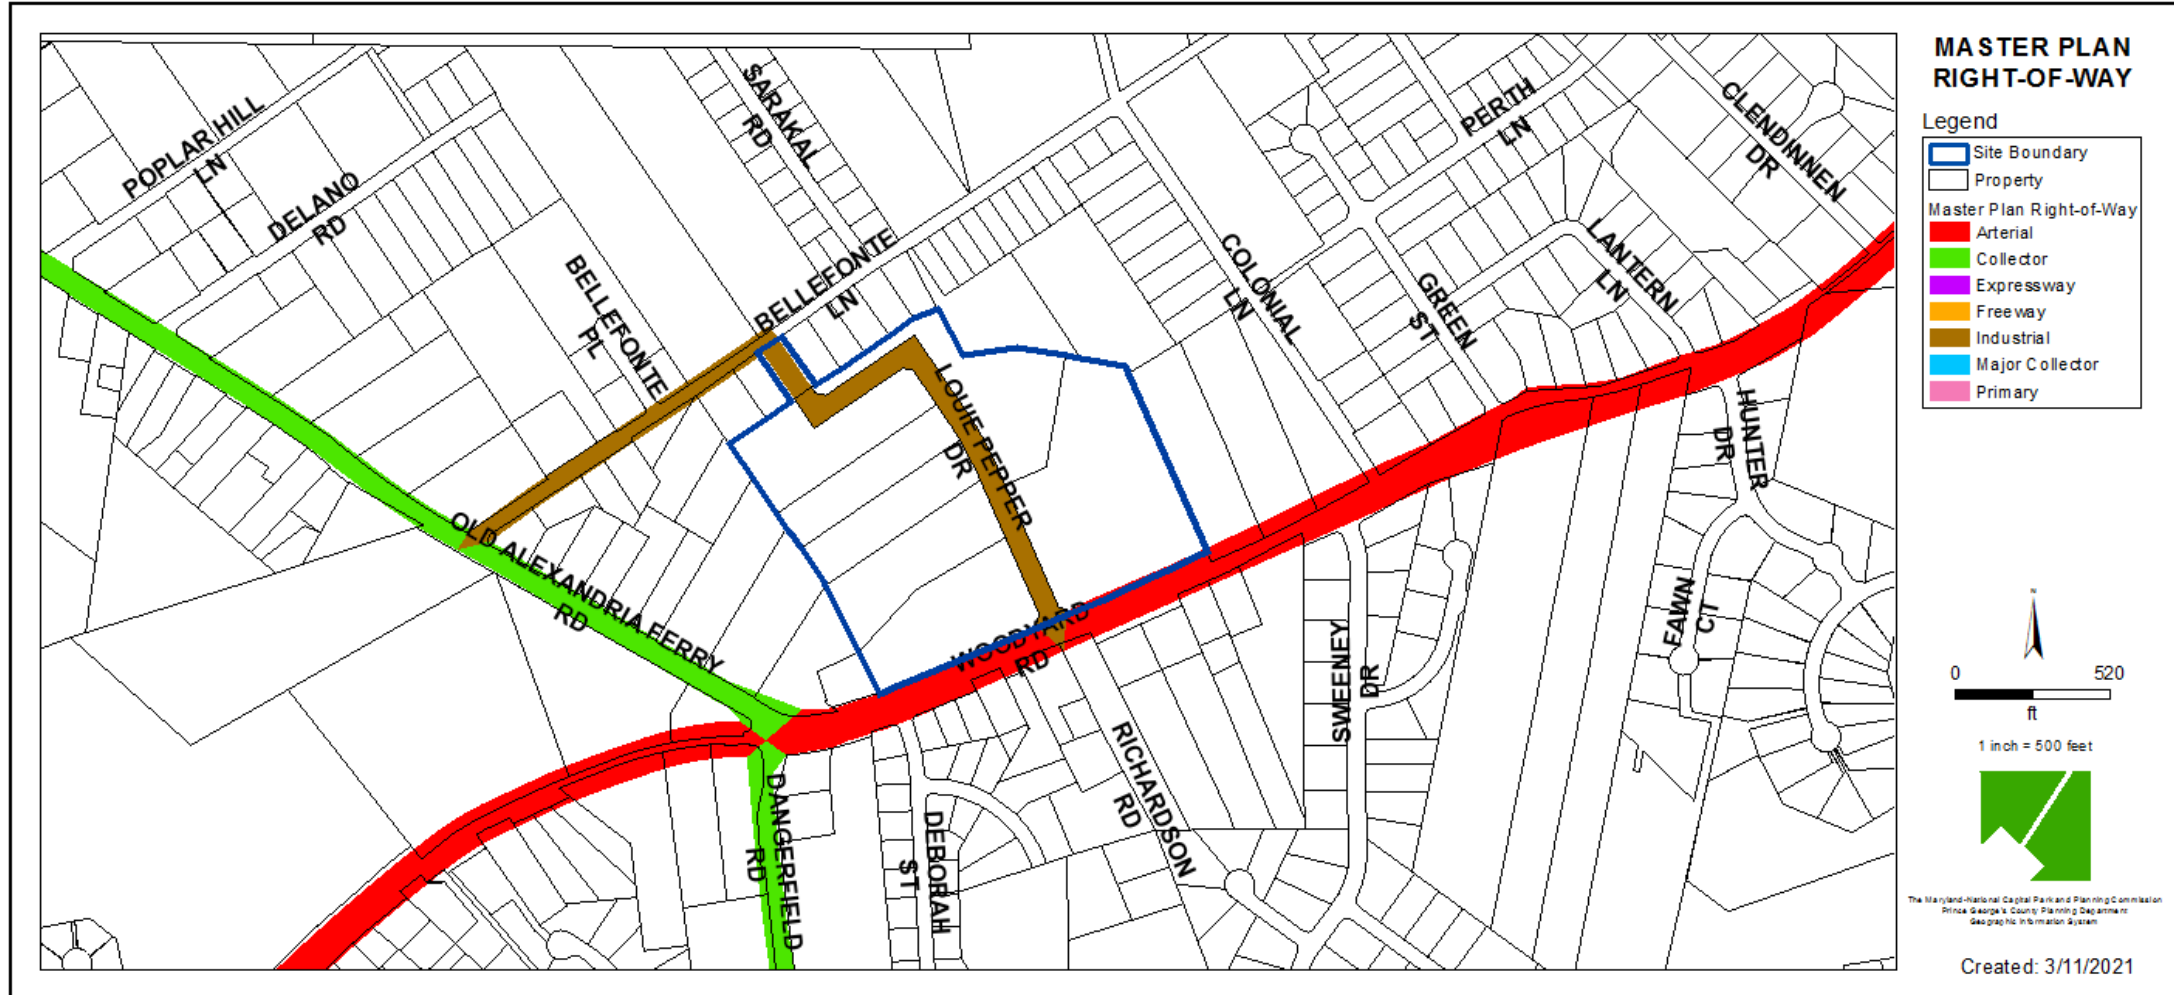 MASTER PLAN
RIGHT-OF-WAY
Legend
Site Boundary
Property
Master Plan Right-of-Way
Arterial
Collector
Expressway
Freeway
Industrial
Major Collector
Primary
POPLAR HILL
LN
DELANO
RD
SARAKAL
RD
BELLEFONTE
PL
BELLEFONTE
LN
LOUIE PEPPER
DR
COLONIAL
LN
GREEN
ST
PERTH
LN
LANTERN
LN
CLENDINNEN
DR
HUNTER
DR
OLD ALEXANDRIA FERRY
RD
WOODYARD
RD
DANGERFIELD
RD
DEBORAH
ST
RICHARDSON
RD
SWEENEY
DR
FAWN
CT
N
0 520
ft
1 inch = 500 feet
The Maryland-National Capital Park and Planning Commission
Prince George's County Planning Department
Geographic Information System
Created: 3/11/2021